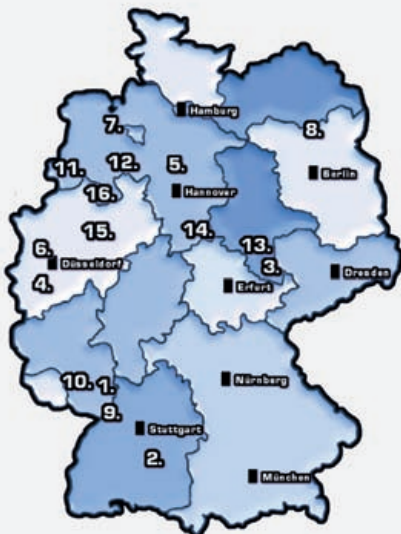 Hamburg
7.
8.
11.
12.
5.
Berlin
16.
Hannover
15.
14.
13.
6.
Düsseldorf
3.
Dresden
4.
Erfurt
10.
1.
Nürnberg
9.
Stuttgart
2.
München